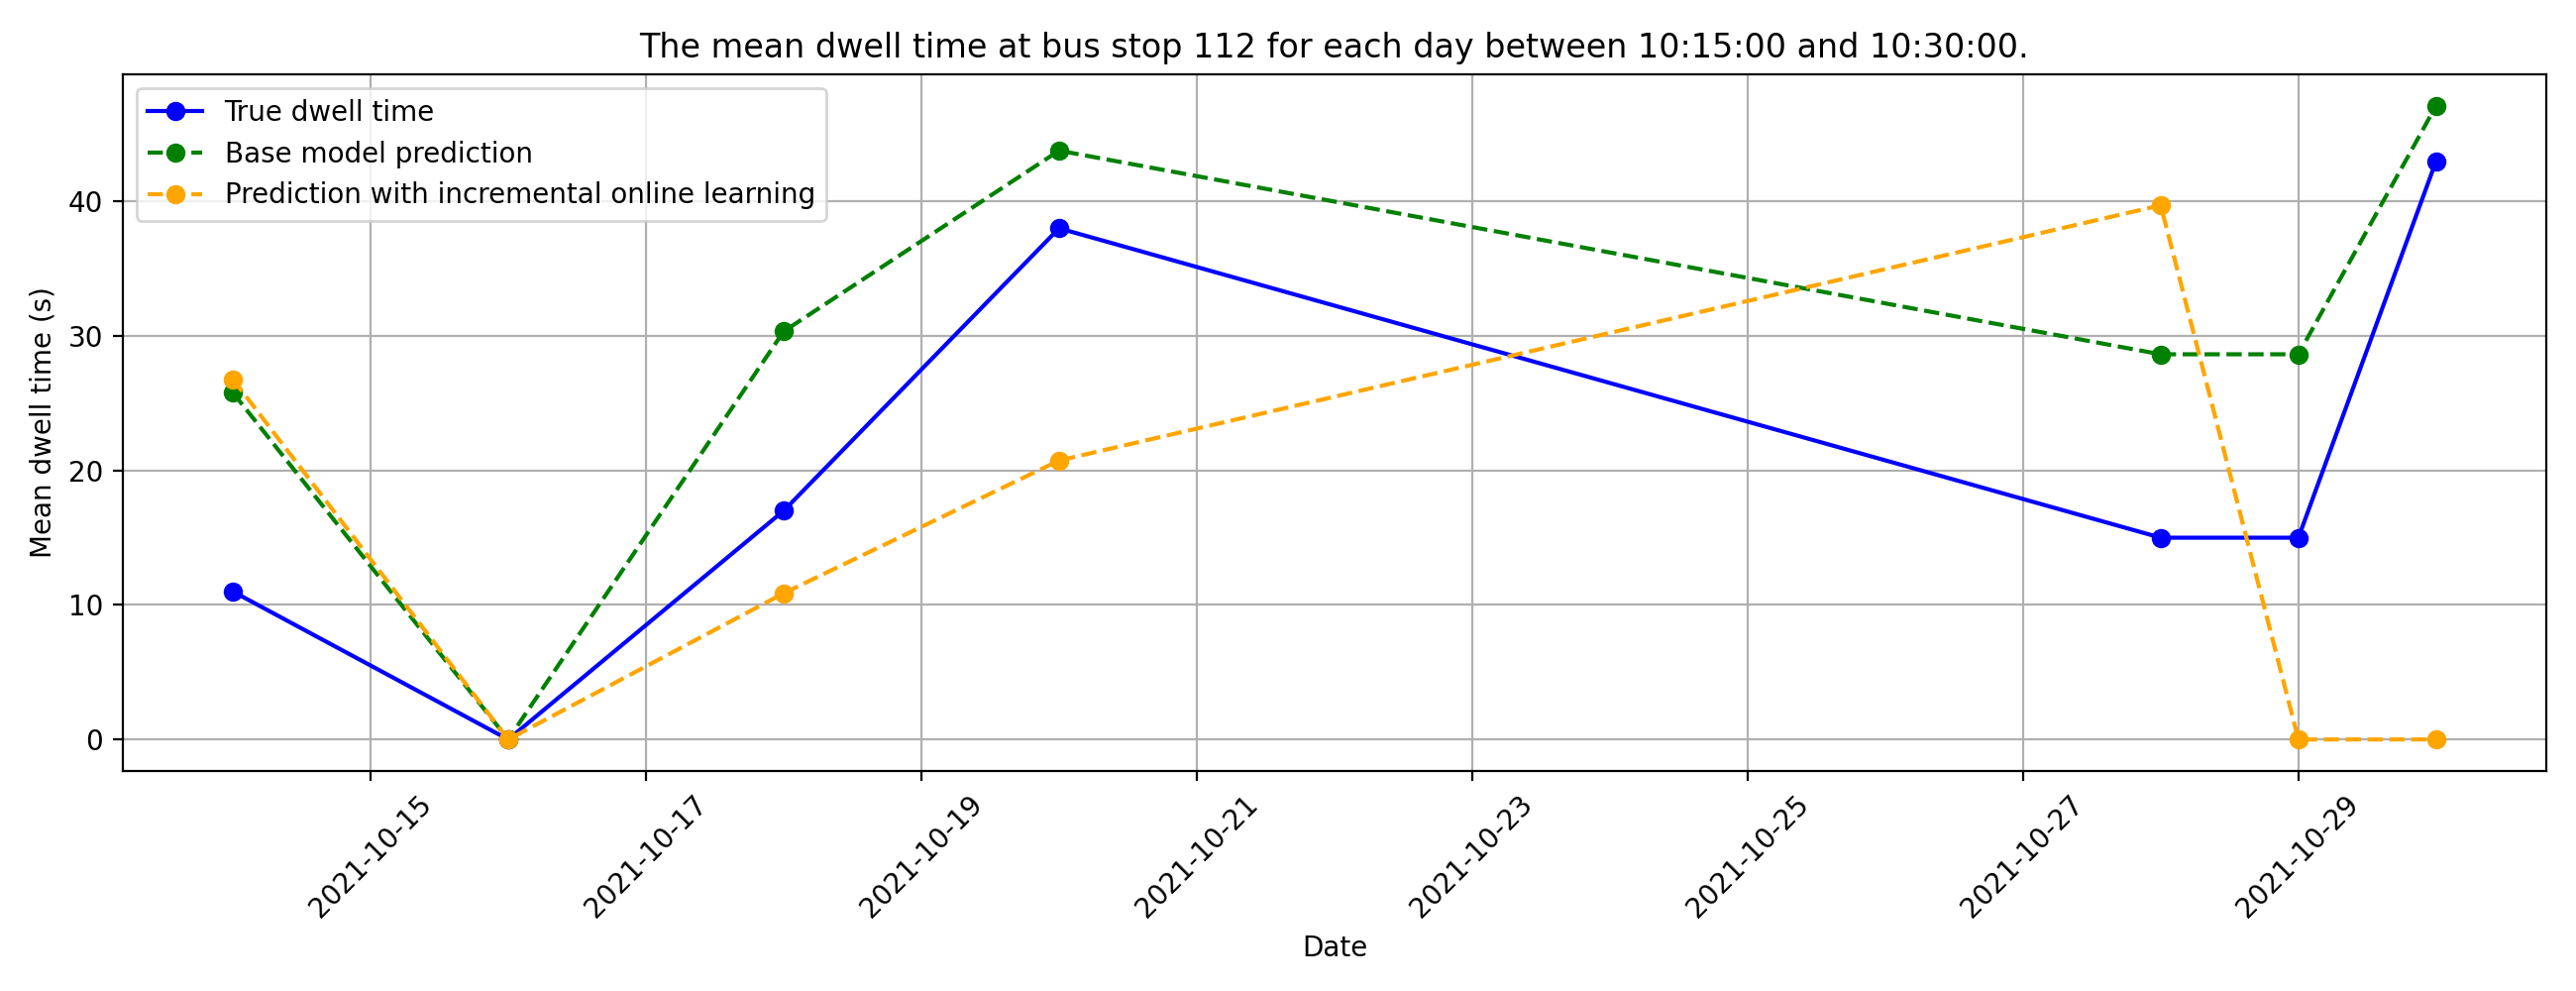 The mean dwell time at bus stop 112 for each day between 10:15:00 and 10:30:00.
True dwell time
Base model prediction
Prediction with incremental online learning
Mean dwell time (s)
40
30
20
10
0
2021-10-15
2021-10-17
2021-10-19
2021-10-21
2021-10-23
2021-10-25
2021-10-27
2021-10-29
Date